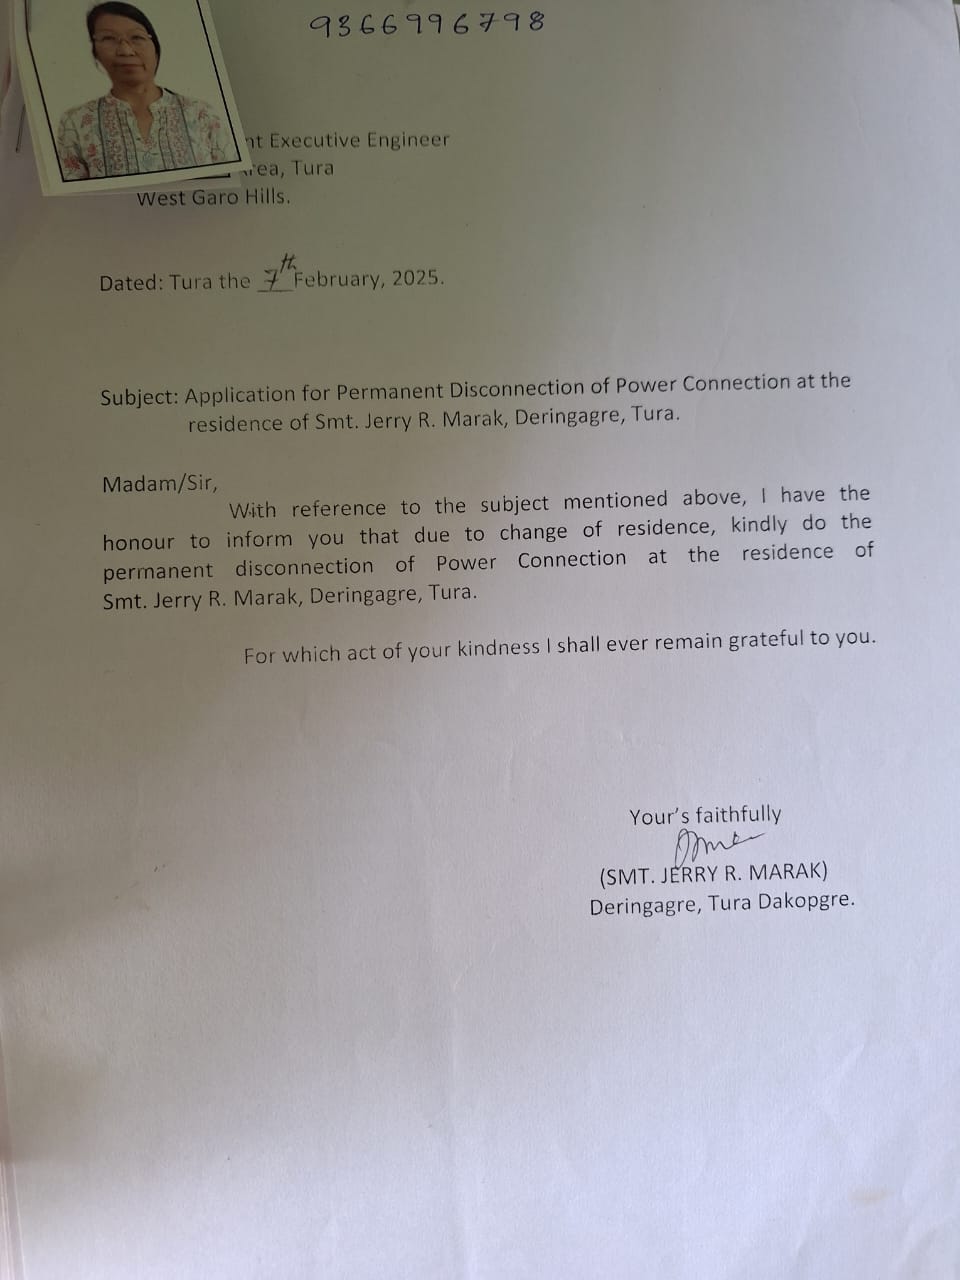 9366996798
nt Executive Engineer
rea, Tura
West Garo Hills.
Dated: Tura the 7th February, 2025.
Subject: Application for Permanent Disconnection of Power Connection at the
residence of Smt. Jerry R. Marak, Deringagre, Tura.
Madam/Sir,
With reference to the subject mentioned above, I have the
honour to inform you that due to change of residence, kindly do the
permanent disconnection of Power Connection at the residence of
Smt. Jerry R. Marak, Deringagre, Tura.
For which act of your kindness I shall ever remain grateful to you.
Your's faithfully
(SMT. JERRY R. MARAK)
Deringagre, Tura Dakopgre.